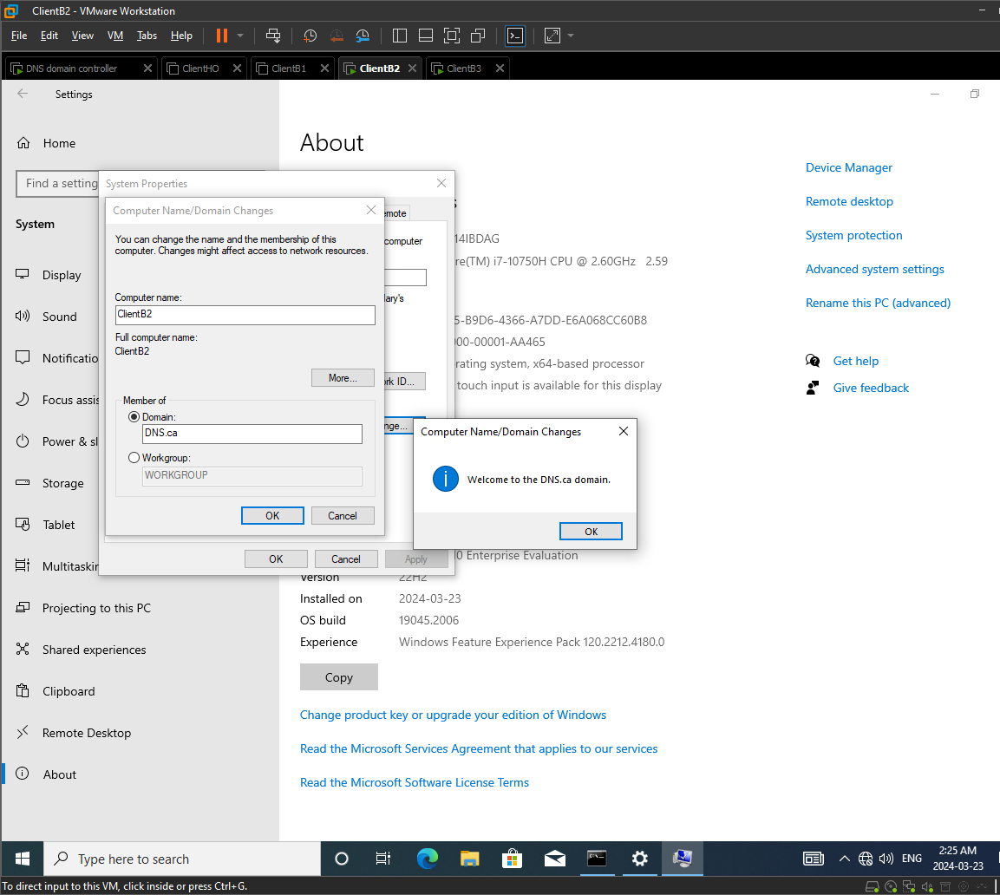 ClientB2 - VMware Workstation
File Edit View VM Tabs Help
DNS domain controller ClientHO ClientB1 ClientB2 ClientB3
Settings
Home
Find a setting
System
Display
Sound
Notificatio
Focus assis
Power & sl
Storage
Tablet
Multitaskin
Projecting to this PC
Shared experiences
Clipboard
Remote Desktop
About
About
s
14IBDAG
re(TM) i7-10750H CPU @ 2.60GHz 2.59
5-B9D6-4366-A7DD-E6A068CC60B8
000-00001-AA465
rating system, x64-based processor
touch input is available for this display
0 Enterprise Evaluation
Version 22H2
Installed on 2024-03-23
OS build 19045.2006
Experience Windows Feature Experience Pack 120.2212.4180.0
Copy
Change product key or upgrade your edition of Windows
Read the Microsoft Services Agreement that applies to our services
Read the Microsoft Software License Terms
Device Manager
Remote desktop
System protection
Advanced system settings
Rename this PC (advanced)
Get help
Give feedback
System Properties
emote
computer
ary's
rk ID...
nge...
OK Cancel Apply
Computer Name/Domain Changes
You can change the name and the membership of this
computer. Changes might affect access to network resources.
Computer name:
ClientB2
Full computer name:
ClientB2
More...
Member of
Domain:
DNS.ca
Workgroup:
WORKGROUP
OK Cancel
Computer Name/Domain Changes
Welcome to the DNS.ca domain.
OK
Type here to search
ENG
2:25 AM
2024-03-23
To direct input to this VM, click inside or press Ctrl+G.